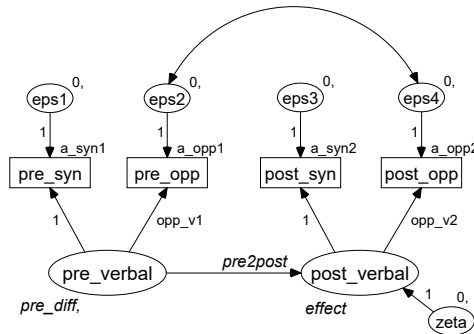 0,
0,
0,
0,
eps1
eps2
eps3
eps4
1
1
1
1
a_syn1
a_opp1
a_syn2
a_opp2
pre_syn
pre_opp
post_syn
post_opp
1
opp_v1
1
opp_v2
pre2post
pre_verbal
post_verbal
pre_diff,
effect
1
0,
zeta